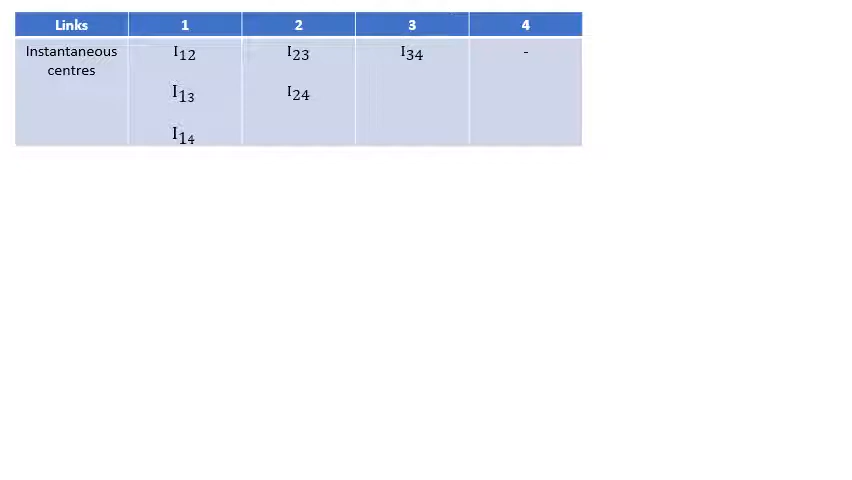 Links 1 2 3 4
Instantaneous I₁₂ I₂₃ I₃₄ -
centres
I₁₃ I₂₄
I₁₄